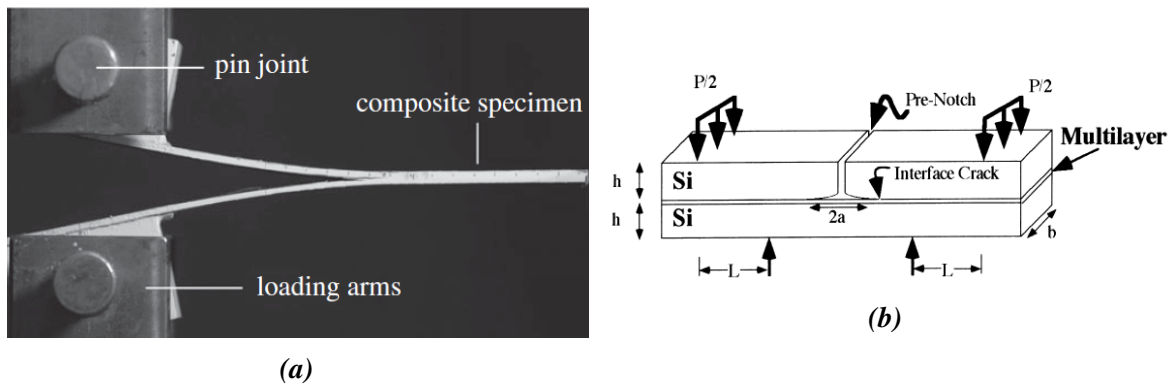 pin joint
composite specimen
loading arms
(a)
P/2
P/2
Pre-Notch
Multilayer
h
Si
Interface Crack
h
Si
2a
b
L
L
(b)